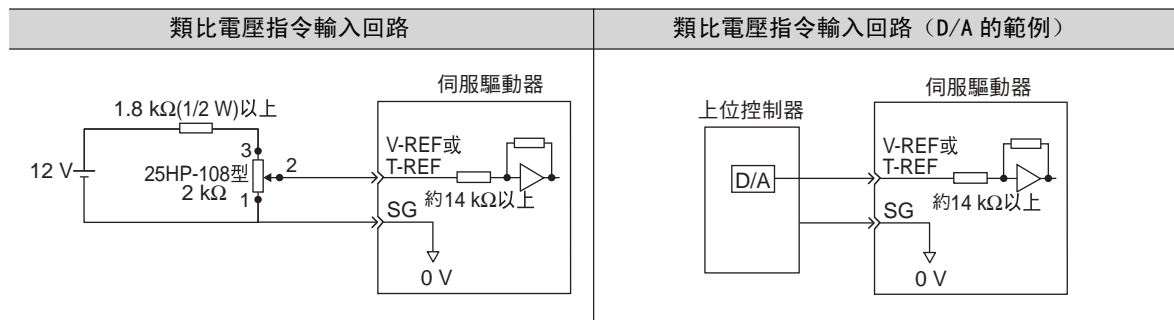 類比電壓指令輸入回路
類比電壓指令輸入回路（D/A 的範例）
伺服驅動器
1.8 kΩ(1/2 W)以上
V-REF或
T-REF
3
2
12 V
25HP-108型
2 kΩ
1
約14 kΩ以上
SG
0 V
伺服驅動器
上位控制器
V-REF或
T-REF
D/A
約14 kΩ以上
SG
0 V